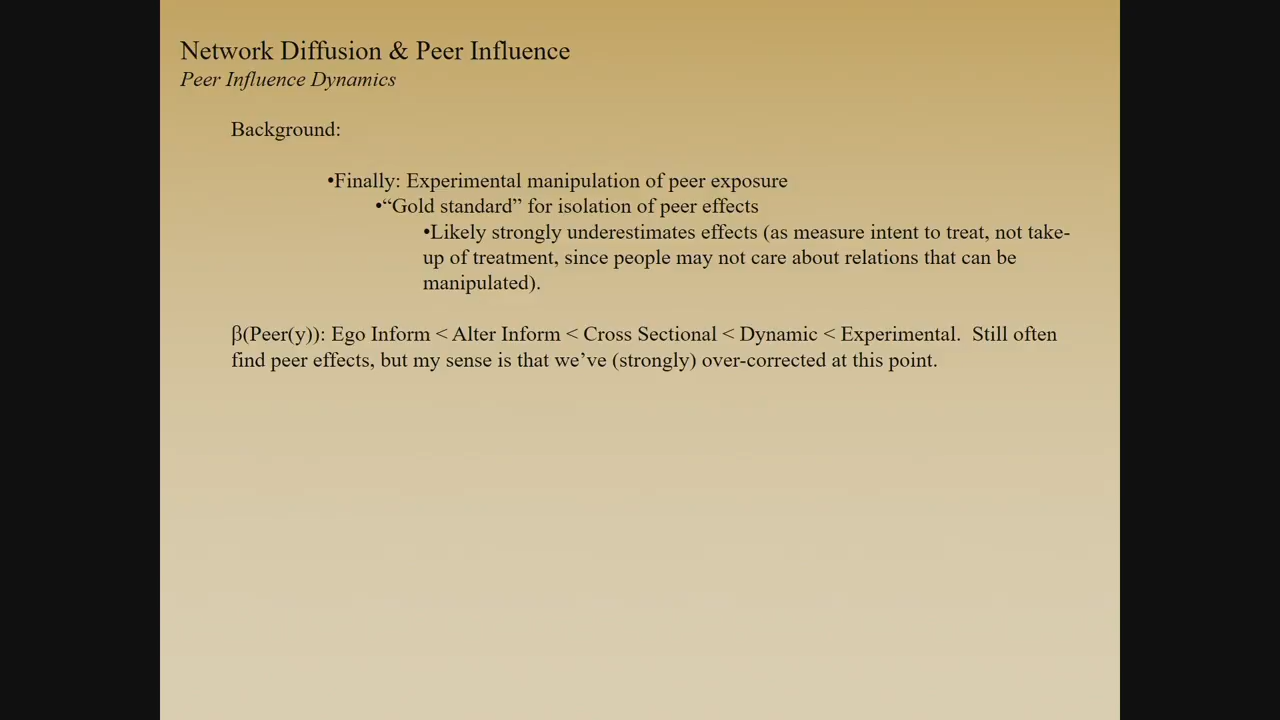 Network Diffusion & Peer Influence
Peer Influence Dynamics
Background:
•Finally: Experimental manipulation of peer exposure
•“Gold standard” for isolation of peer effects
•Likely strongly underestimates effects (as measure intent to treat, not take-
up of treatment, since people may not care about relations that can be
manipulated).
β(Peer(y)): Ego Inform < Alter Inform < Cross Sectional < Dynamic < Experimental.  Still often
find peer effects, but my sense is that we’ve (strongly) over-corrected at this point.